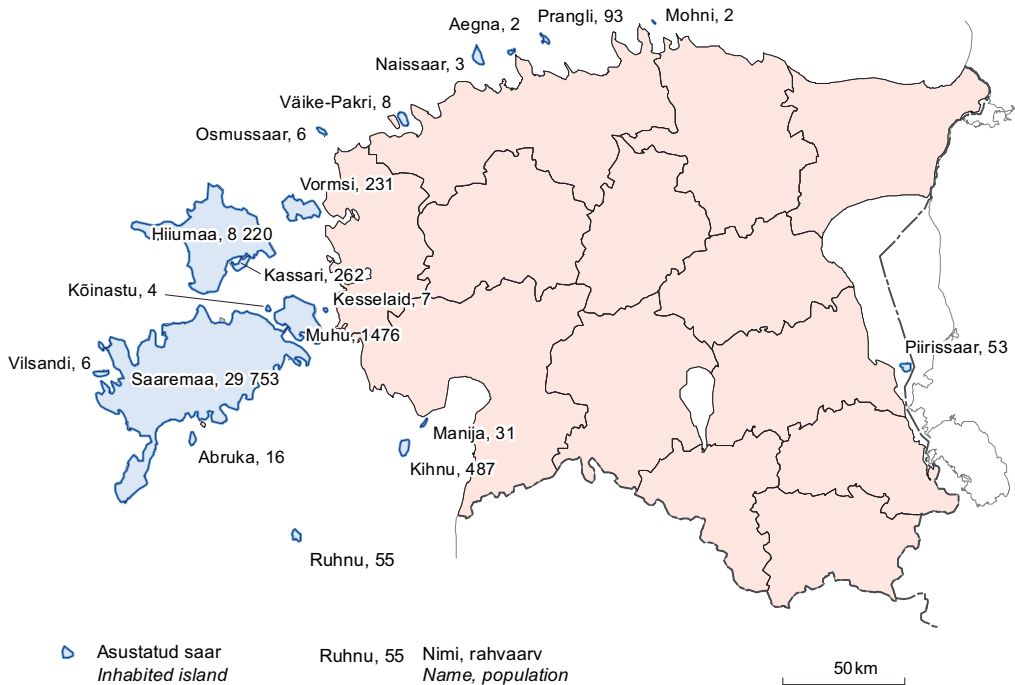 Aegna, 2
Prangli, 93
Mohni, 2
Naissaar, 3
Väike-Pakri, 8
Osmussaar, 6
Vormsi, 231
Hiiumaa, 8 220
Kassari, 262
Kõinastu, 4
Kesselaid, 7
Muhu, 1476
Vilsandi, 6
Saaremaa, 29 753
Piirissaar, 53
Manija, 31
Abruka, 16
Kihnu, 487
Ruhnu, 55
Asustatud saar
Inhabited island
Ruhnu, 55
Nimi, rahvaarv
Name, population
50 km